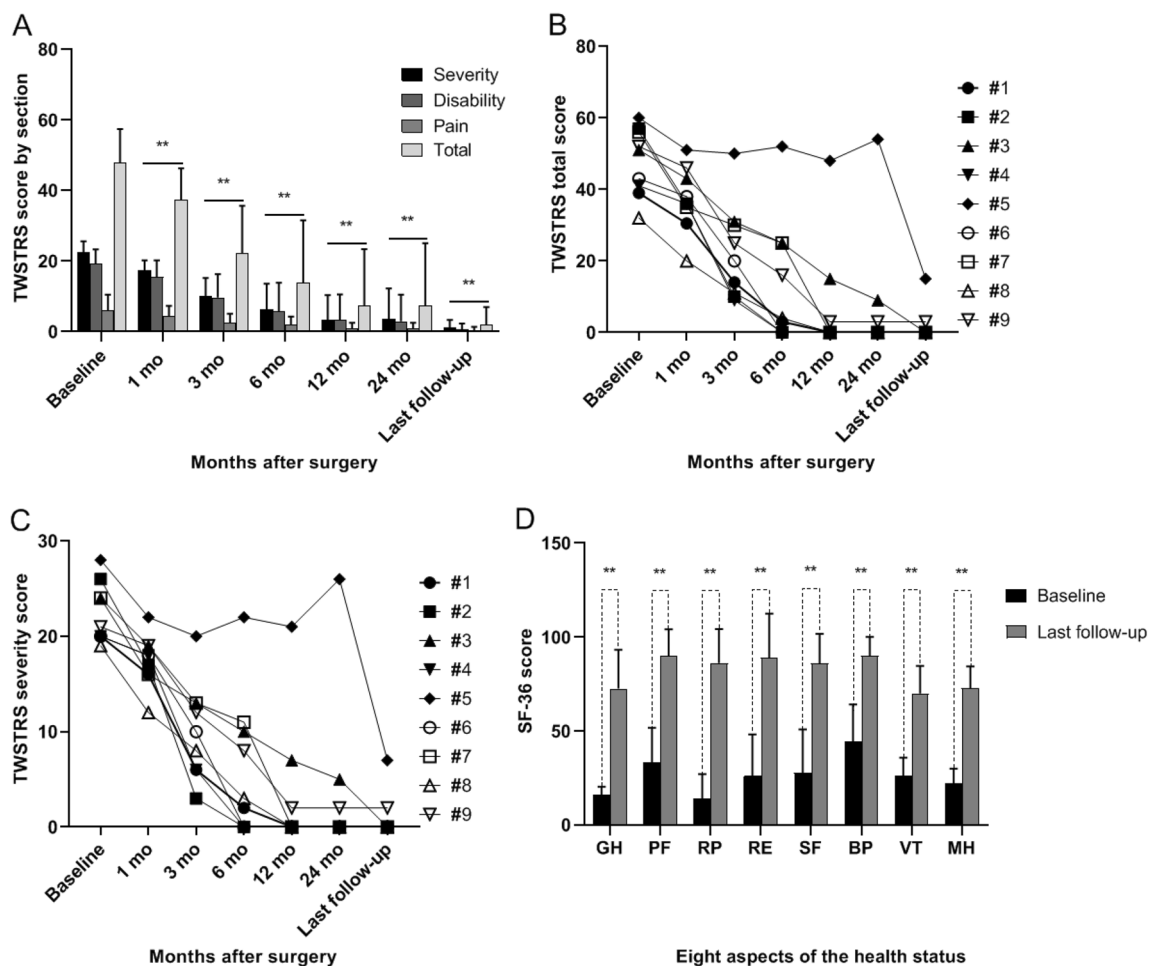 A
TWSTRS score by section
80
60
40
20
0
Severity
Disability
Pain
Total
**
**
**
**
**
**
Baseline
1 mo
3 mo
6 mo
12 mo
24 mo
Last follow-up
Months after surgery
B
TWSTRS total score
80
60
40
20
0
#1
#2
#3
#4
#5
#6
#7
#8
#9
Baseline
1 mo
3 mo
6 mo
12 mo
24 mo
Last follow-up
Months after surgery
C
TWSTRS severity score
30
20
10
0
#1
#2
#3
#4
#5
#6
#7
#8
#9
Baseline
1 mo
3 mo
6 mo
12 mo
24 mo
Last follow-up
Months after surgery
D
SF-36 score
150
100
50
0
** ** ** ** ** ** ** **
Baseline
Last follow-up
GH PF RP RE SF BP VT MH
Eight aspects of the health status